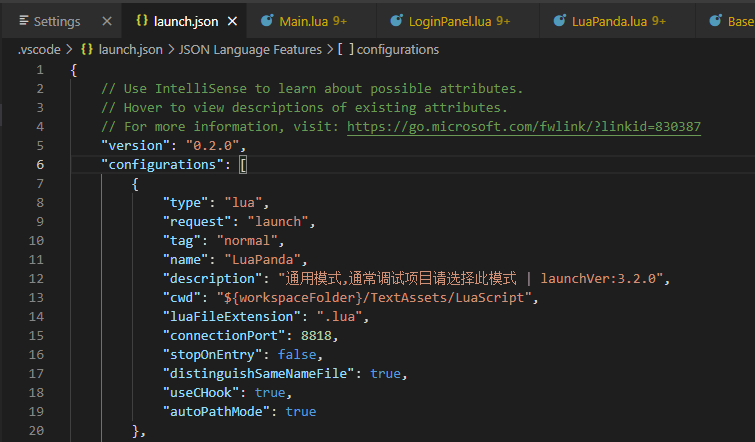 Settings launch.json Main.lua 9+ LoginPanel.lua 9+ LuaPanda.lua 9+ Base
.vscode > launch.json > JSON Language Features > [ ] configurations
1 {
2 // Use IntelliSense to learn about possible attributes.
3 // Hover to view descriptions of existing attributes.
4 // For more information, visit: https://go.microsoft.com/fwlink/?linkid=830387
5 "version": "0.2.0",
6 "configurations": [
7 {
8 "type": "lua",
9 "request": "launch",
10 "tag": "normal",
11 "name": "LuaPanda",
12 "description": "通用模式,通常调试项目请选择此模式 | launchVer:3.2.0",
13 "cwd": "${workspaceFolder}/TextAssets/LuaScript",
14 "luaFileExtension": ".lua",
15 "connectionPort": 8818,
16 "stopOnEntry": false,
17 "distinguishSameNameFile": true,
18 "useCHook": true,
19 "autoPathMode": true
20 },